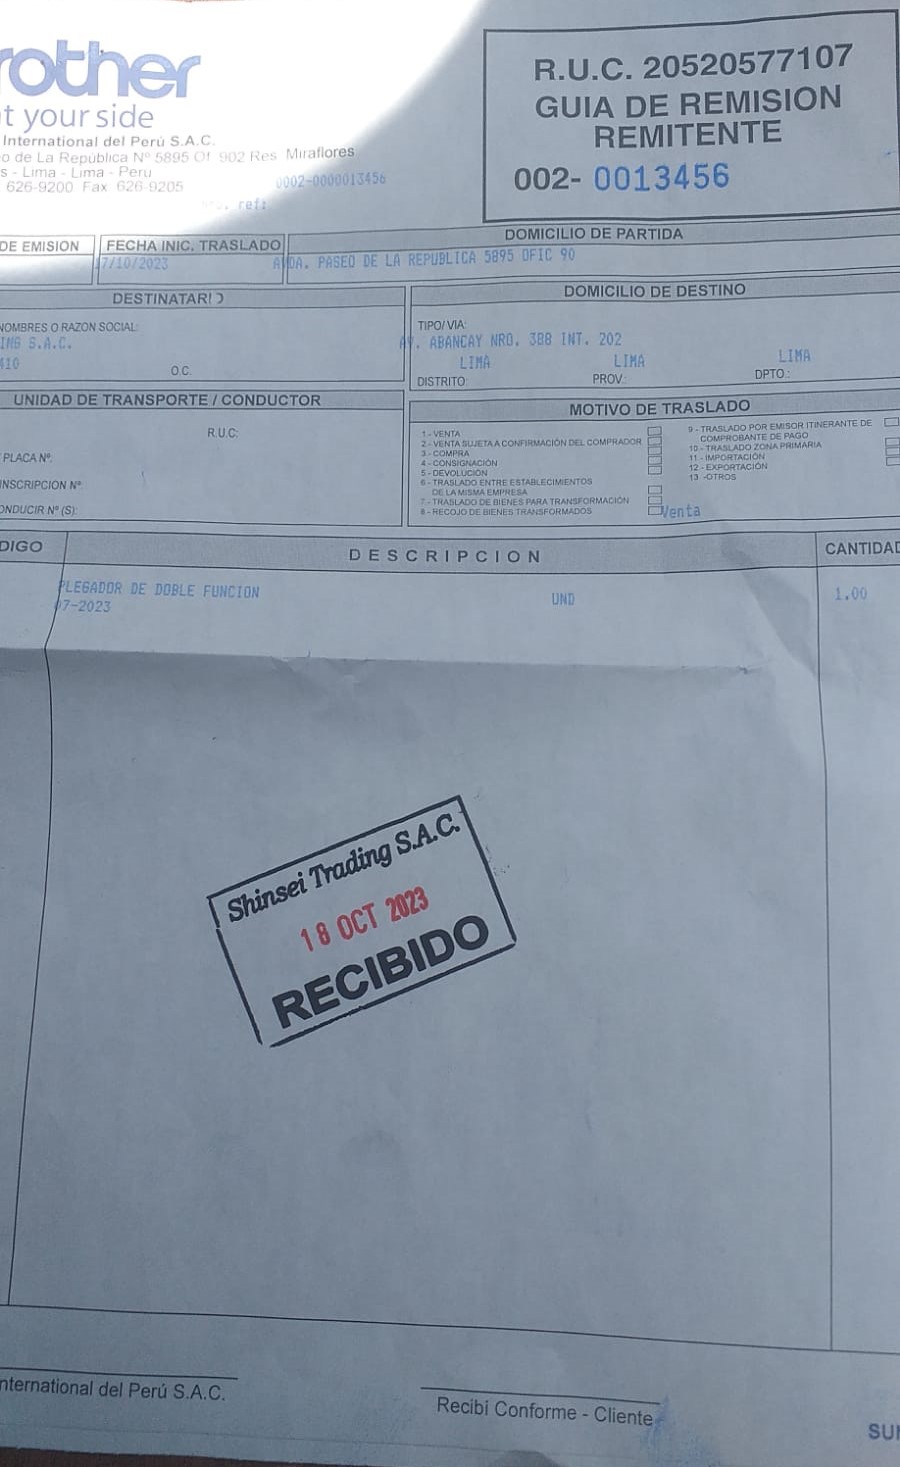 rother
t your side
International del Perú S.A.C.
o de La República Nº 5895 Of 902 Res Miraflores
s - Lima - Lima - Peru
626-9200 Fax 626-9205
0002-0000013456
ref:
R.U.C. 20520577107
GUIA DE REMISION
REMITENTE
002- 0013456
DE EMISION
FECHA INIC. TRASLADO
DOMICILIO DE PARTIDA
7/10/2023
AVDA. PASEO DE LA REPUBLICA 5895 OFIC 90
DESTINATARI
DOMICILIO DE DESTINO
NOMBRES O RAZON SOCIAL:
ING S.A.C.
410
O.C.
TIPO/ VIA:
AV. ABANCAY NRO. 388 INT. 202
LIMA LIMA LIMA
DISTRITO: PROV.: DPTO.:
UNIDAD DE TRANSPORTE / CONDUCTOR
MOTIVO DE TRASLADO
R.U.C:
PLACA Nº:
INSCRIPCION Nº
ONDUCIR Nº (S):
1 - VENTA
2 - VENTA SUJETA A CONFIRMACIÓN DEL COMPRADOR
3 - COMPRA
4 - CONSIGNACIÓN
5 - DEVOLUCIÓN
6 - TRASLADO ENTRE ESTABLECIMIENTOS
DE LA MISMA EMPRESA
7 - TRASLADO DE BIENES PARA TRANSFORMACIÓN
8 - RECOJO DE BIENES TRANSFORMADOS
9 - TRASLADO POR EMISOR ITINERANTE DE
COMPROBANTE DE PAGO
10 - TRASLADO ZONA PRIMARIA
11 - IMPORTACIÓN
12 - EXPORTACIÓN
13 -OTROS
Venta
DIGO
DESCRIPCION
CANTIDAD
PLEGADOR DE DOBLE FUNCION
UND
1.00
07-2023
Shinsei Trading S.A.C.
18 OCT 2023
RECIBIDO
nternational del Perú S.A.C.
Recibí Conforme - Cliente
SU